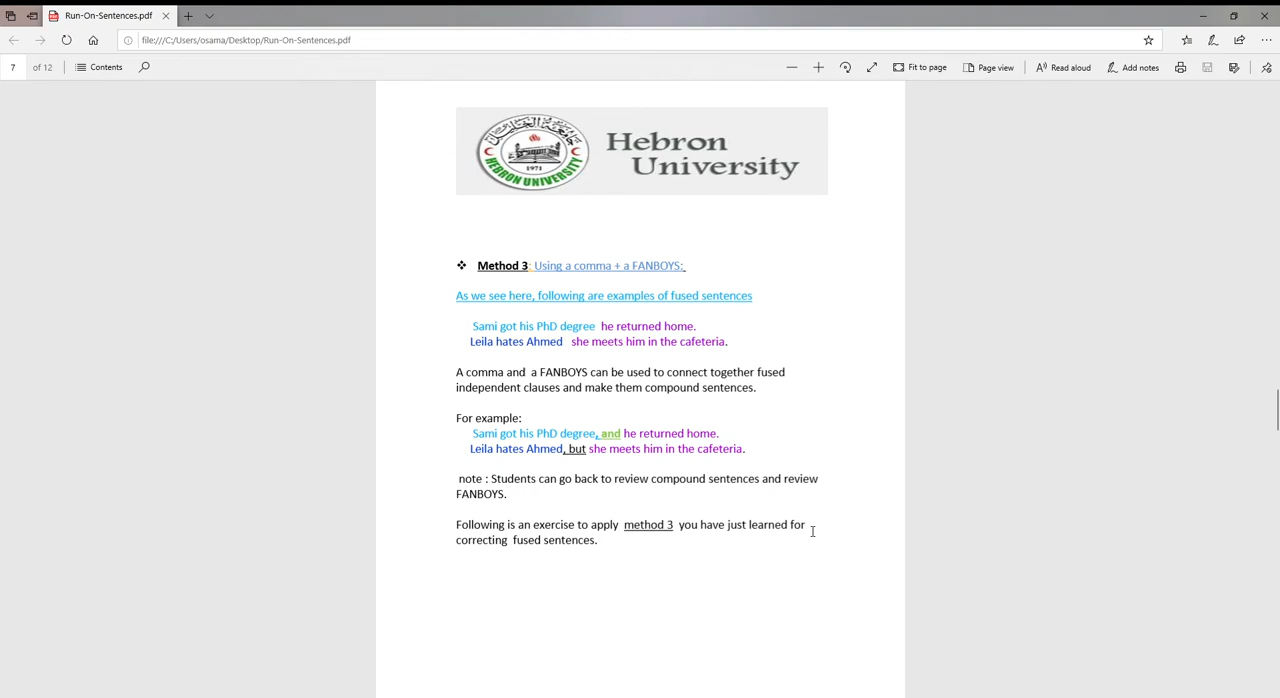 Run-On-Sentences.pdf
file:///C:/Users/osama/Desktop/Run-On-Sentences.pdf
7 of 12 Contents Fit to page Page view Read aloud Add notes
HEBRON UNIVERSITY
1971
Hebron
University
❖ Method 3: Using a comma + a FANBOYS:
As we see here, following are examples of fused sentences
Sami got his PhD degree he returned home.
Leila hates Ahmed she meets him in the cafeteria.
A comma and a FANBOYS can be used to connect together fused
independent clauses and make them compound sentences.
For example:
Sami got his PhD degree, and he returned home.
Leila hates Ahmed, but she meets him in the cafeteria.
note : Students can go back to review compound sentences and review
FANBOYS.
Following is an exercise to apply method 3 you have just learned for
correcting fused sentences.